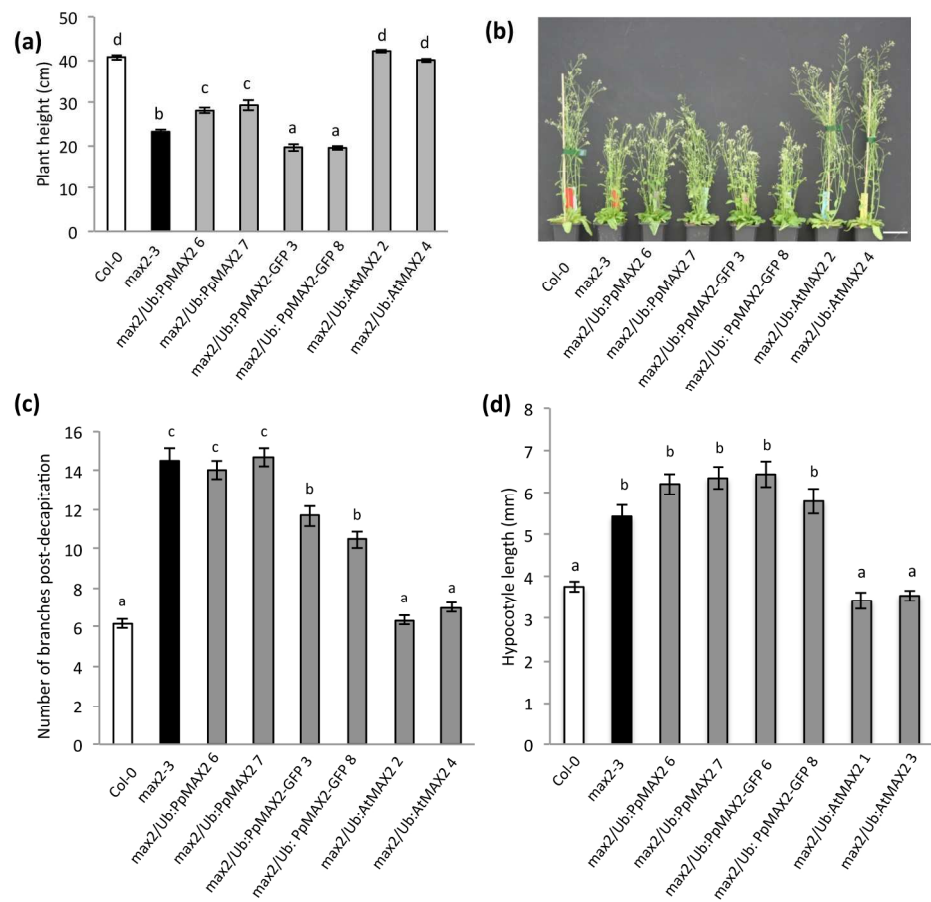 (a)
Plant height (cm)
50
40
30
20
10
0
d
b
c
c
a
a
d
d
Col-0
max2-3
max2/Ub:PpMAX2 6
max2/Ub:PpMAX2 7
max2/Ub:PpMAX2-GFP 3
max2/Ub: PpMAX2-GFP 8
max2/Ub:AtMAX2 2
max2/Ub:AtMAX2 4
(b)
Col-0
max2-3
max2/Ub:PpMAX2 6
max2/Ub:PpMAX2 7
max2/Ub:PpMAX2-GFP 3
max2/Ub: PpMAX2-GFP 8
max2/Ub:AtMAX2 2
max2/Ub:AtMAX2 4
(c)
Number of branches post-decapitation
16
14
12
10
8
6
4
2
0
a
c
c
c
b
b
a
a
Col-0
max2-3
max2/Ub:PpMAX2 6
max2/Ub:PpMAX2 7
max2/Ub:PpMAX2-GFP 3
max2/Ub: PpMAX2-GFP 8
max2/Ub:AtMAX2 2
max2/Ub:AtMAX2 4
(d)
Hypocotyle length (mm)
8
7
6
5
4
3
2
1
0
a
b
b
b
b
b
a
a
Col-0
max2-3
max2/Ub:PpMAX2 6
max2/Ub:PpMAX2 7
max2/Ub:PpMAX2-GFP 6
max2/Ub: PpMAX2-GFP 8
max2/Ub:AtMAX2 1
max2/Ub:AtMAX2 3